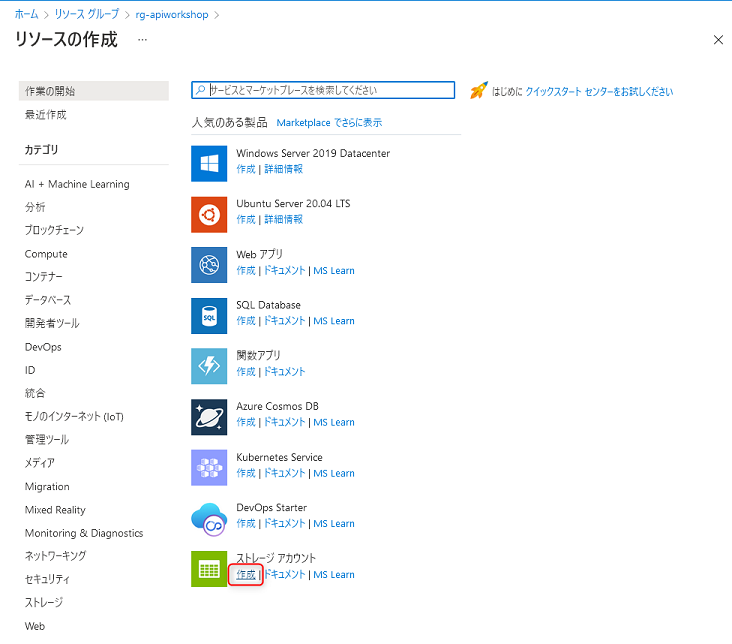 ホーム > リソース グループ > rg-apiworkshop >
リソースの作成 ...
作業の開始
最近作成
カテゴリ
AI + Machine Learning
分析
ブロックチェーン
Compute
コンテナー
データベース
開発者ツール
DevOps
ID
統合
モノのインターネット (IoT)
管理ツール
メディア
Migration
Mixed Reality
Monitoring & Diagnostics
ネットワーキング
セキュリティ
ストレージ
Web
サービスとマーケットプレースを検索してください
はじめに クイックスタート センターをお試しください
人気のある製品 Marketplace でさらに表示
Windows Server 2019 Datacenter
作成 | 詳細情報
Ubuntu Server 20.04 LTS
作成 | 詳細情報
Web アプリ
作成 | ドキュメント | MS Learn
SQL Database
作成 | ドキュメント | MS Learn
関数アプリ
作成 | ドキュメント
Azure Cosmos DB
作成 | ドキュメント | MS Learn
Kubernetes Service
作成 | ドキュメント | MS Learn
DevOps Starter
作成 | ドキュメント | MS Learn
ストレージ アカウント
作成 | ドキュメント | MS Learn